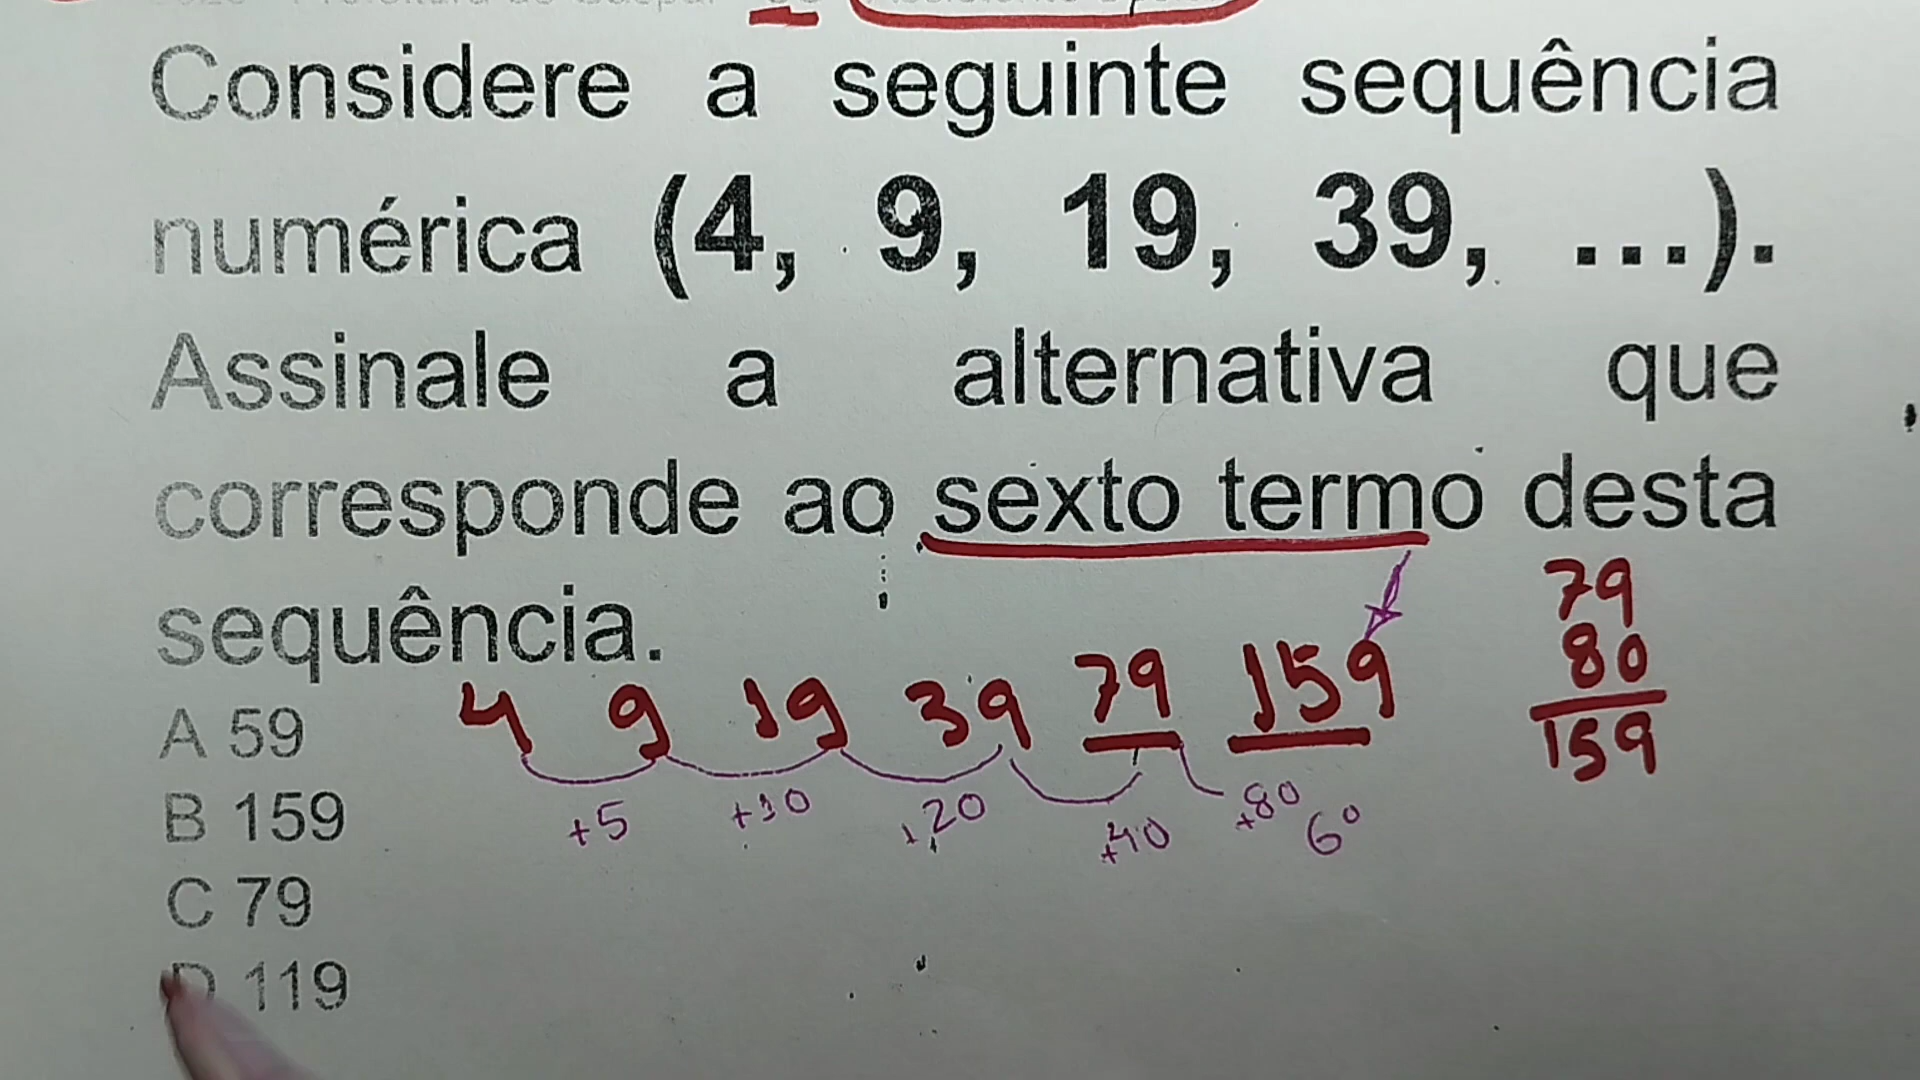 Considere a seguinte sequência
numérica (4, 9, 19, 39, ...).
Assinale a alternativa que
corresponde ao sexto termo desta
sequência.
4 9 19 39 79 159
+5 +10 +20 +40 +80 6º
79
80
159
A 59
B 159
C 79
D 119